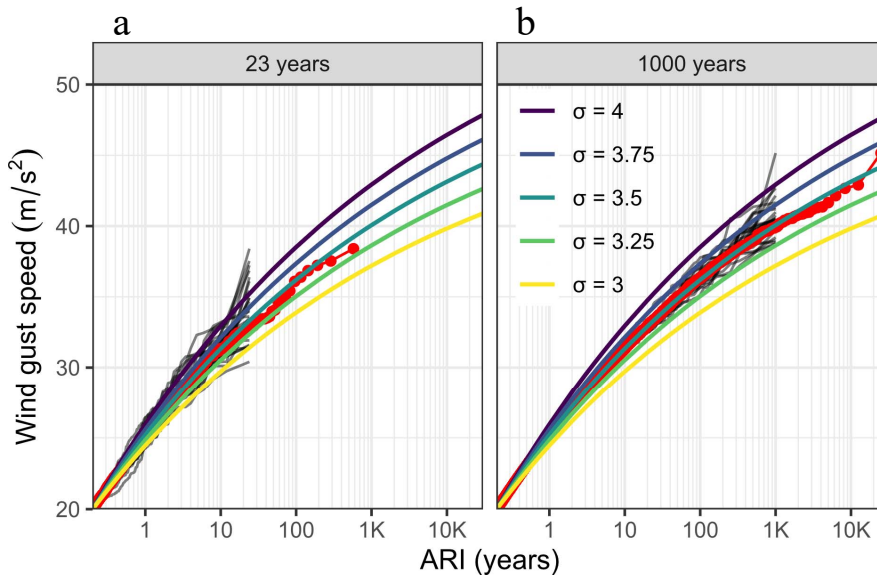 a
b
23 years
1000 years
50
40
30
20
Wind gust speed (m/s²)
σ = 4
σ = 3.75
σ = 3.5
σ = 3.25
σ = 3
1
10
100
1K
10K
1
10
100
1K
10K
ARI (years)